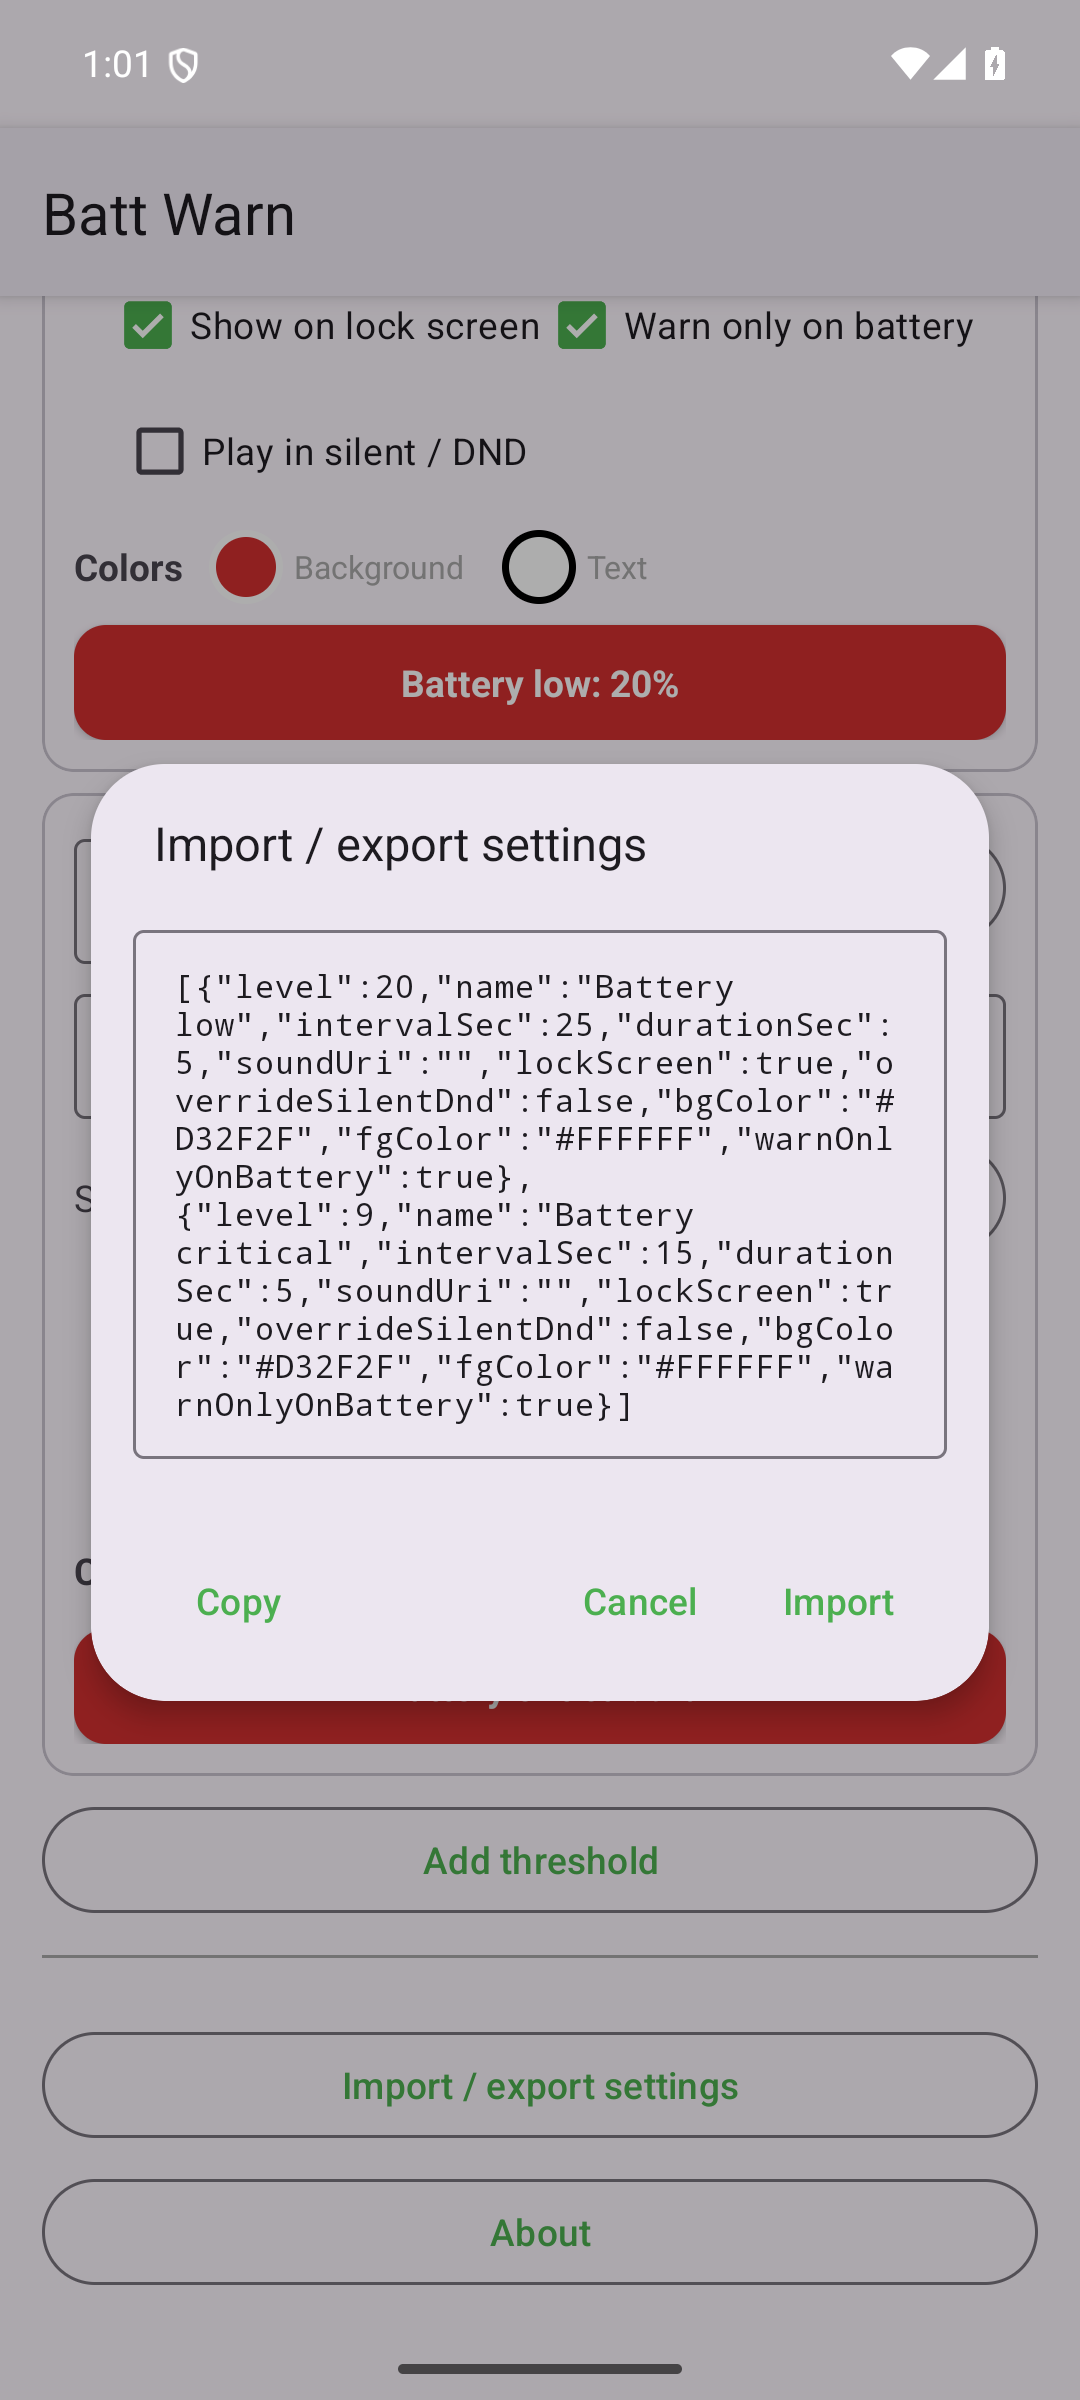 1:01
Batt Warn
Show on lock screen
Warn only on battery
Play in silent / DND
Colors
Background
Text
Battery low: 20%
Import / export settings
[{"level":20,"name":"Battery
low","intervalSec":25,"durationSec":
5,"soundUri":"","lockScreen":true,"o
verrideSilentDnd":false,"bgColor":"#
D32F2F","fgColor":"#FFFFFF","warnOnl
yOnBattery":true},
{"level":9,"name":"Battery
critical","intervalSec":15,"duration
Sec":5,"soundUri":"","lockScreen":tr
ue,"overrideSilentDnd":false,"bgColo
r":"#D32F2F","fgColor":"#FFFFFF","wa
rnOnlyOnBattery":true}]
Copy
Cancel
Import
Add threshold
Import / export settings
About